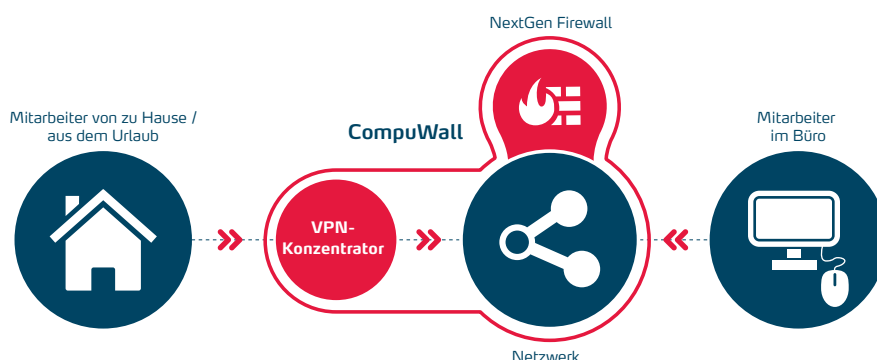 NextGen Firewall
Mitarbeiter von zu Hause /
aus dem Urlaub
CompuWall
Mitarbeiter
im Büro
VPN-
Konzentrator
Netzwerk